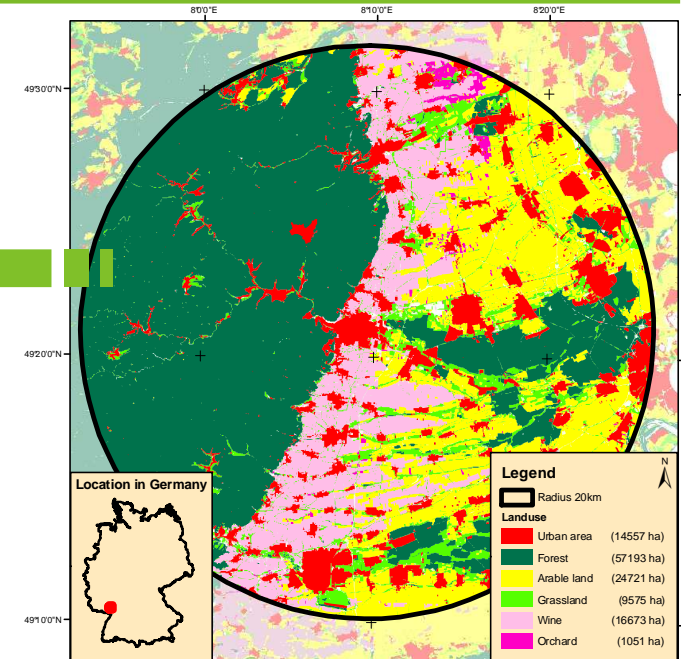 8°0'0"E 8°10'0"E 8°20'0"E
49°30'0"N
49°20'0"N
49°10'0"N
Location in Germany
N
Legend
Radius 20km
Landuse
Urban area (14557 ha)
Forest (57193 ha)
Arable land (24721 ha)
Grassland (9575 ha)
Wine (16673 ha)
Orchard (1051 ha)